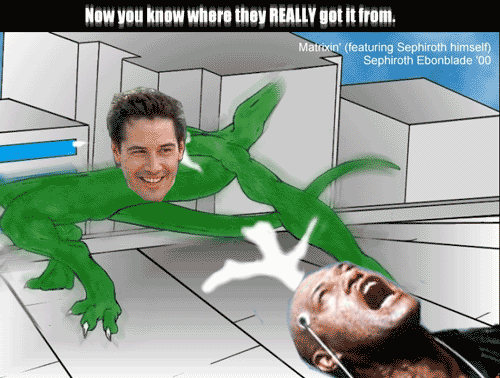 Now you know where they REALLY got it from.
Matrixin' (featuring Sephiroth himself)
Sephiroth Ebonblade '00